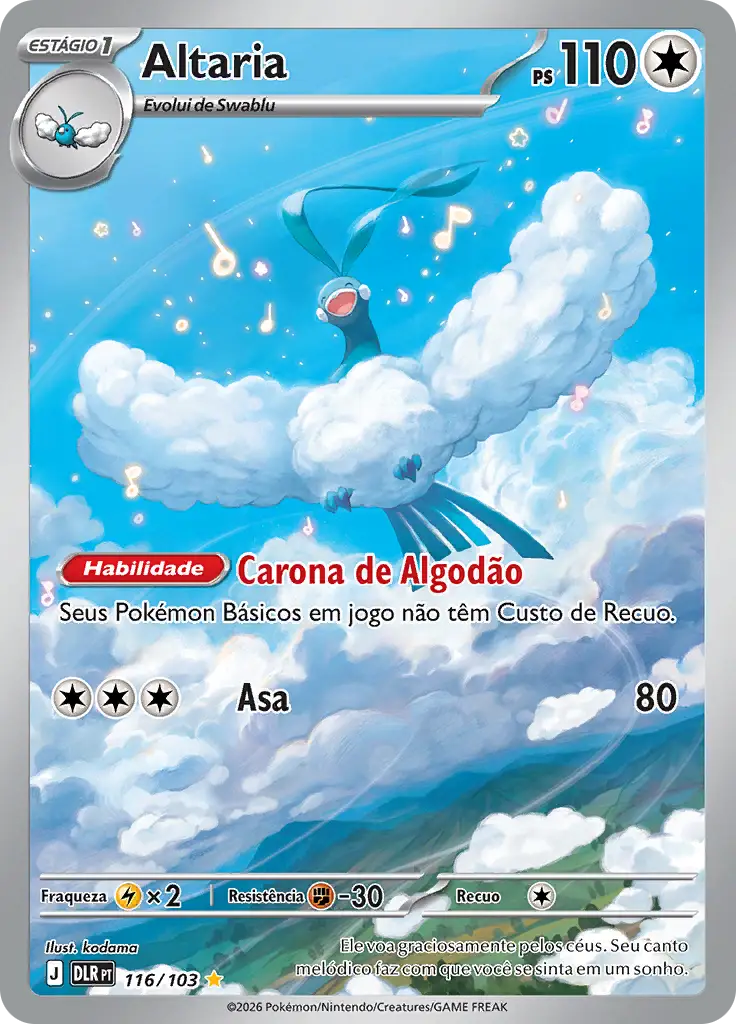 ESTÁGIO 1
Altaria
PS 110
Evolui de Swablu
Habilidade Carona de Algodão
Seus Pokémon Básicos em jogo não têm Custo de Recuo.
Asa 80
Fraqueza ×2 Resistência -30 Recuo
Ilust. kodama
Ele voa graciosamente pelos céus. Seu canto
melódico faz com que você se sinta em um sonho.
J DLR PT 116/103
©2026 Pokémon/Nintendo/Creatures/GAME FREAK